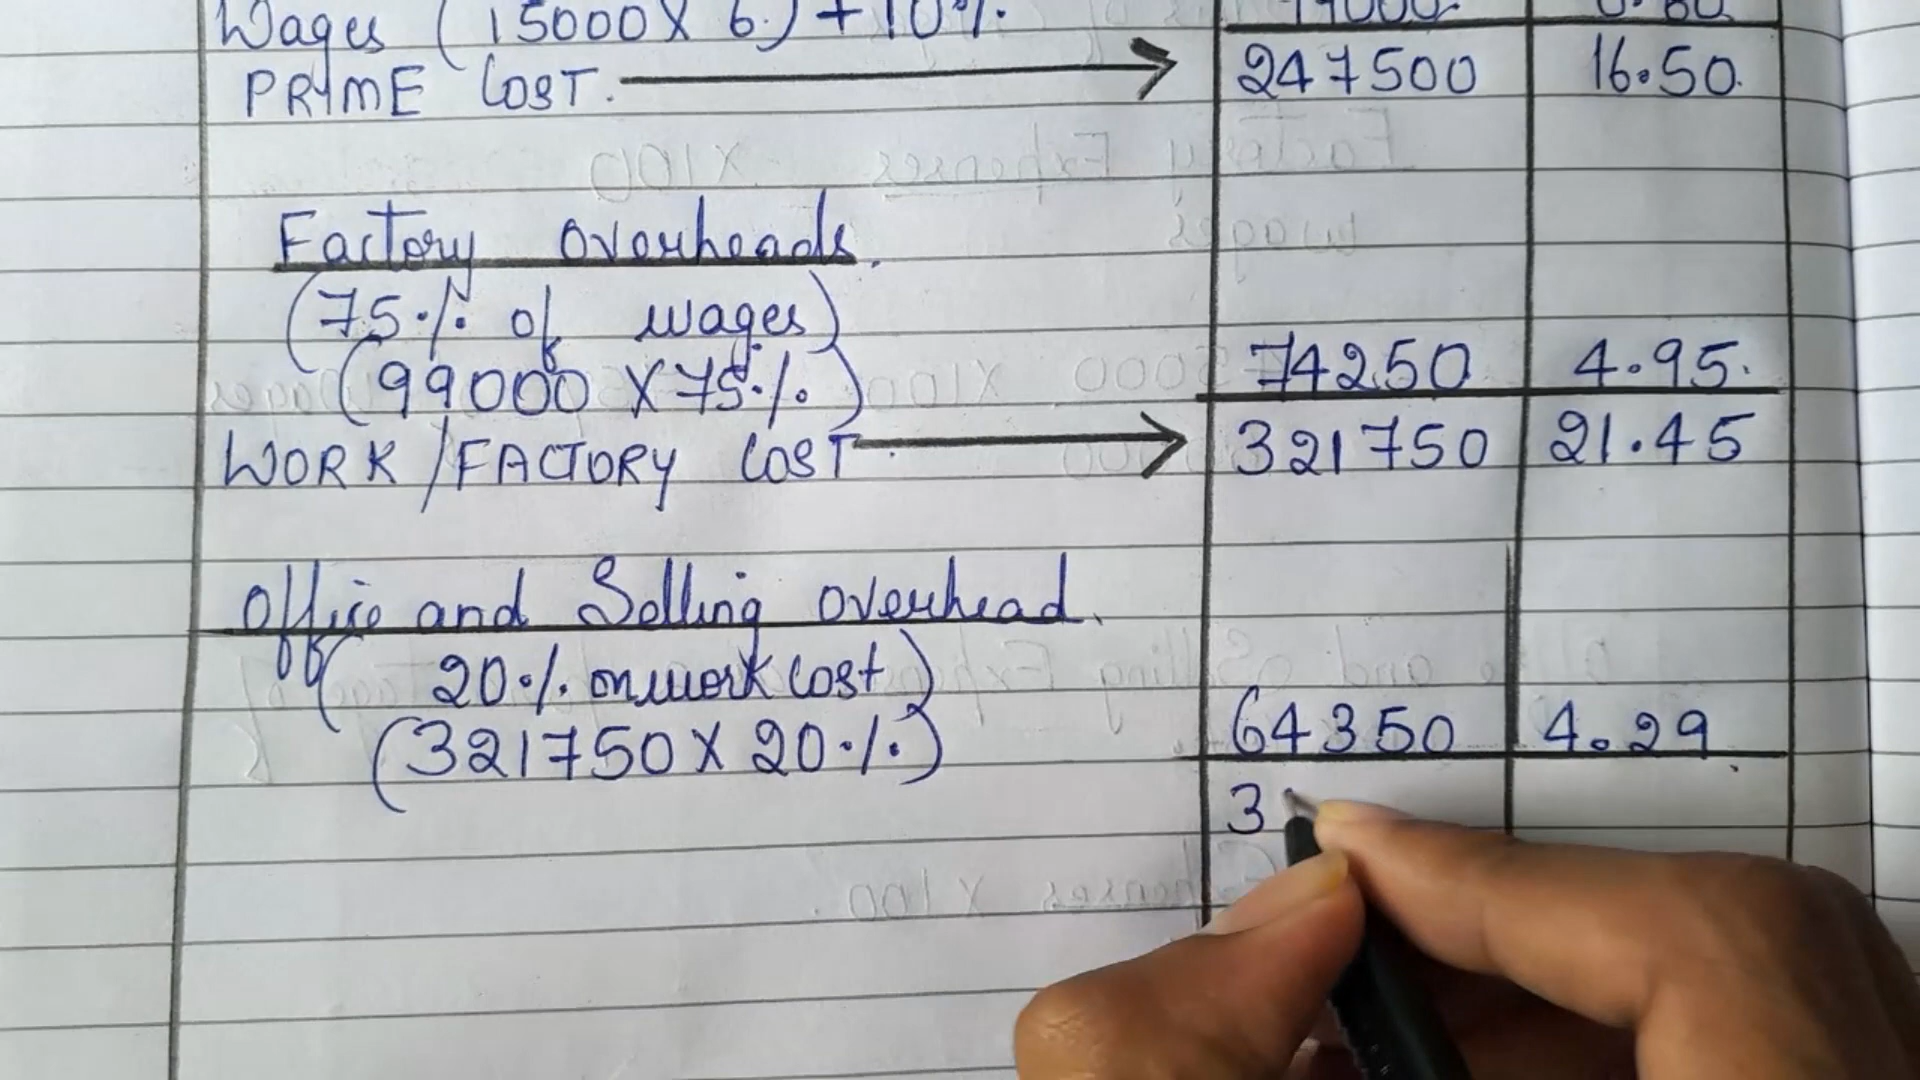 Wages (15000 X 6) + 10%.
PRIME COST. 247500 16.50.
Factory Overheads.
(75% of wages)
(99000 X 75%) 74250 4.95.
WORK/FACTORY COST 321750 21.45
Office and Selling overhead.
(20% on work cost)
(321750 X 20%) 64350 4.29
3